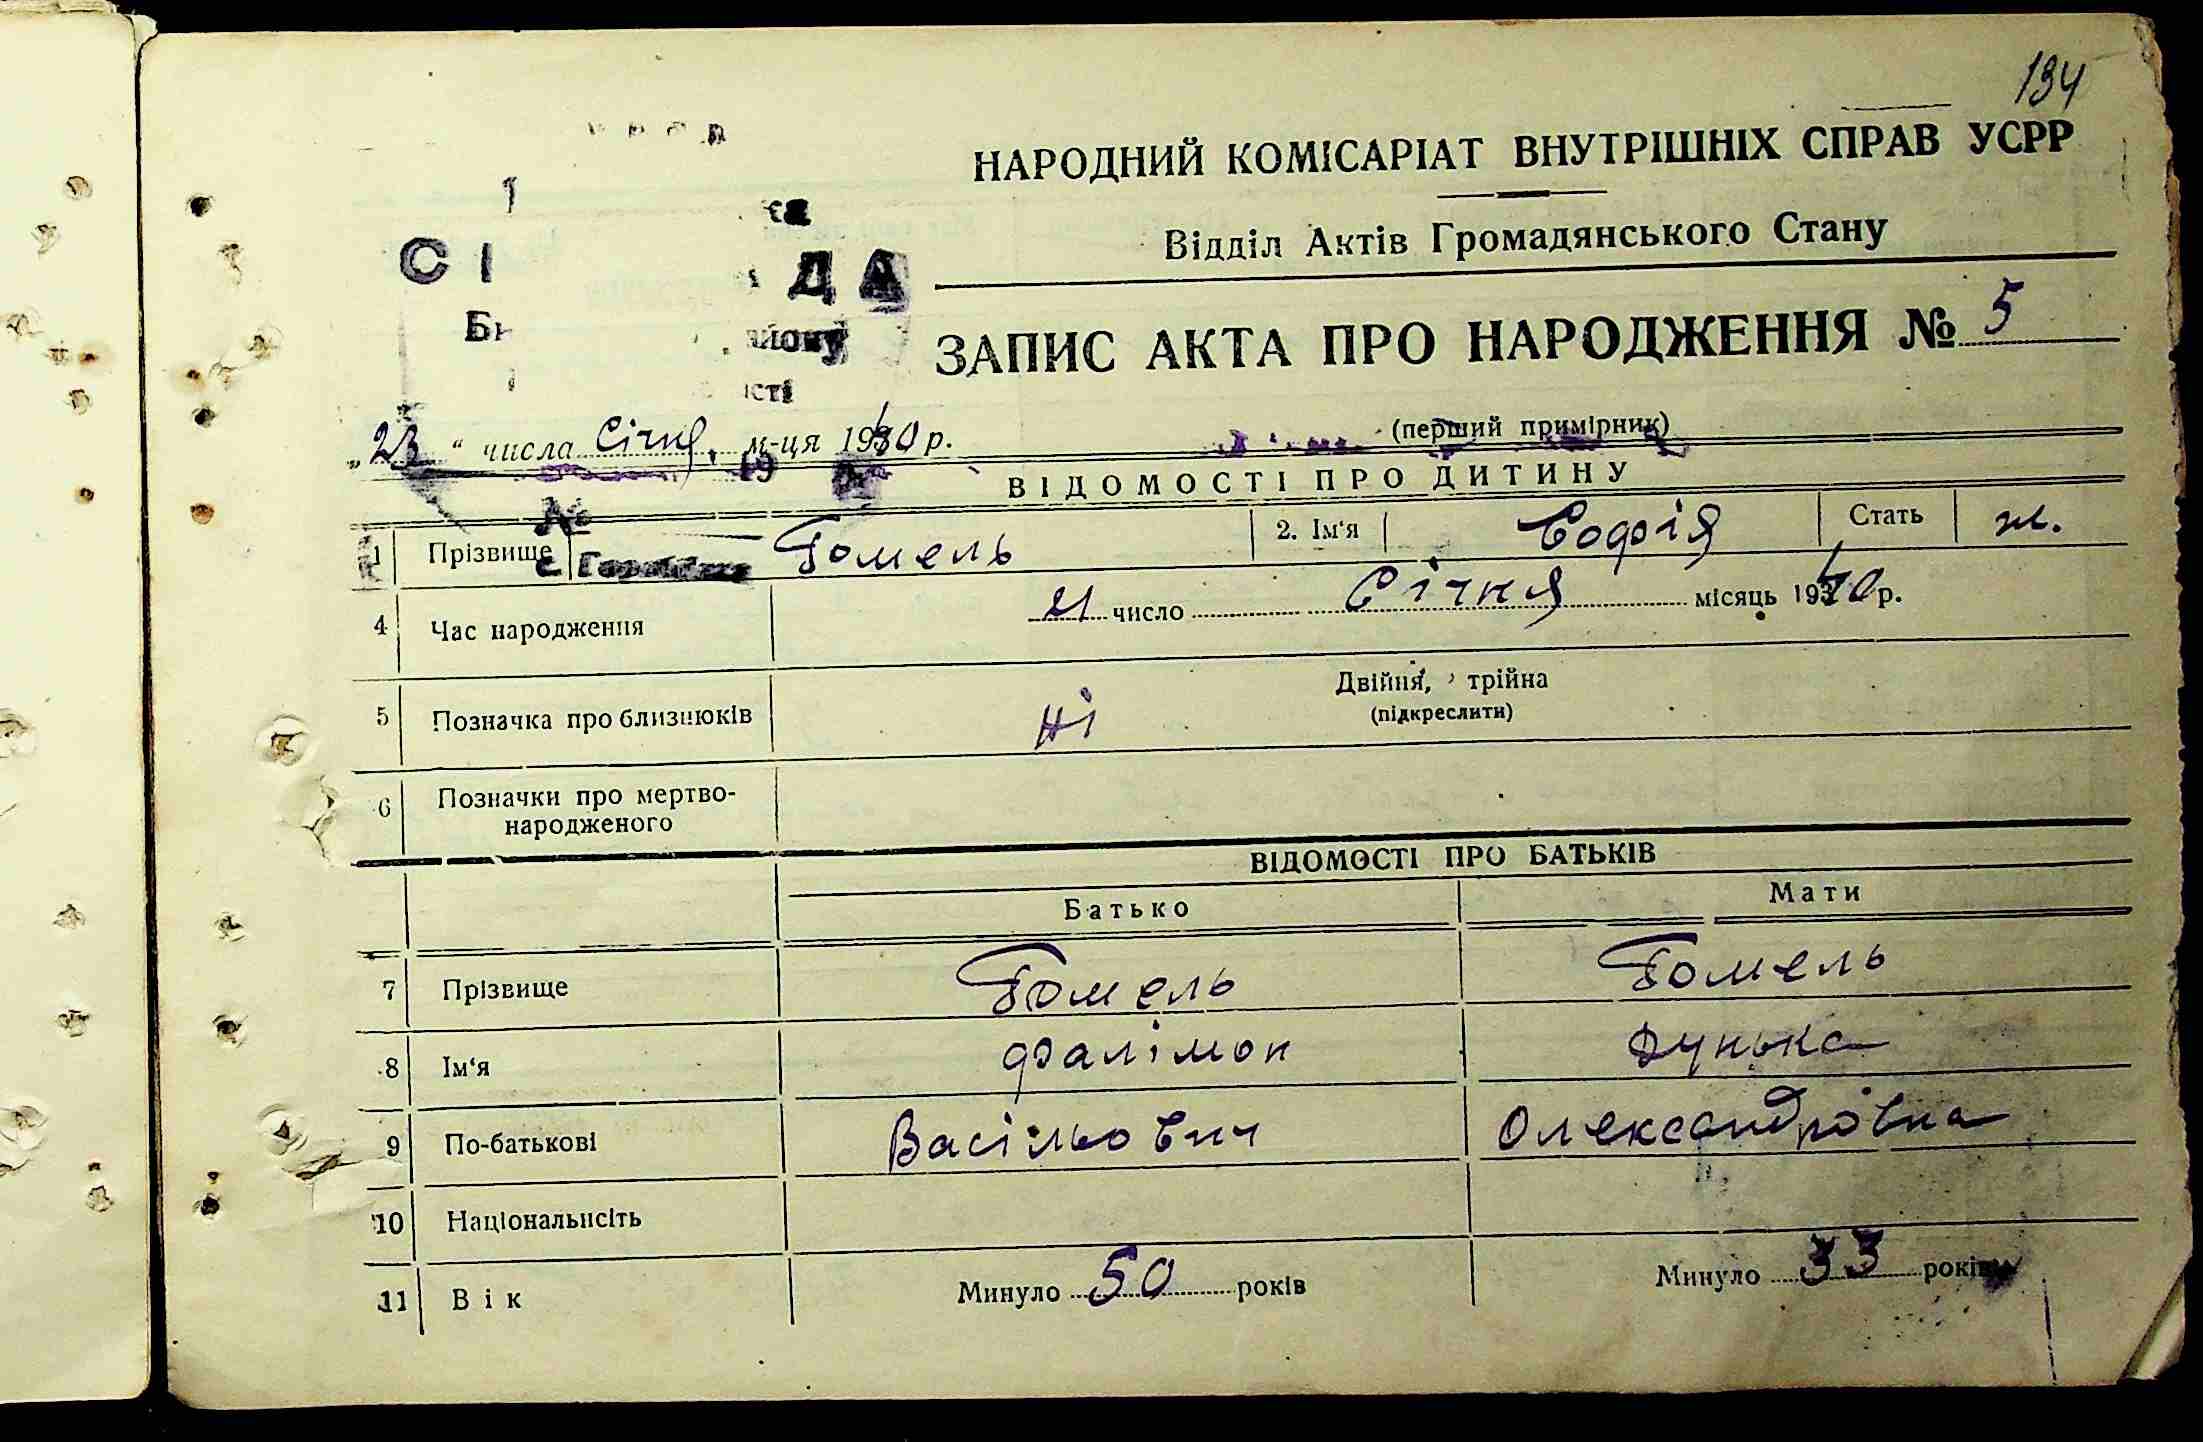 134
НАРОДНИЙ КОМІСАРІАТ ВНУТРІШНІХ СПРАВ УСРР
Відділ Актів Громадянського Стану
ЗАПИС АКТА ПРО НАРОДЖЕННЯ № 5
(перший примірник)
„23“ числа Січня, м-ця 1940 р.
ВІДОМОСТІ ПРО ДИТИНУ
1 Прізвище Гомель 2. Ім'я Софія Стать ж.
4 Час народження 21 число Січня місяць 1940 р.
5 Позначка про близнюків ні Двійня, трійна
(підкреслити)
6 Позначки про мертво-
народженого
ВІДОМОСТІ ПРО БАТЬКІВ
Батько Мати
7 Прізвище Гомель Гомель
8 Ім'я Фалімон Дунька
9 По-батькові Васільович Олександровна
10 Національність
11 Вік Минуло 50 років Минуло 33 років